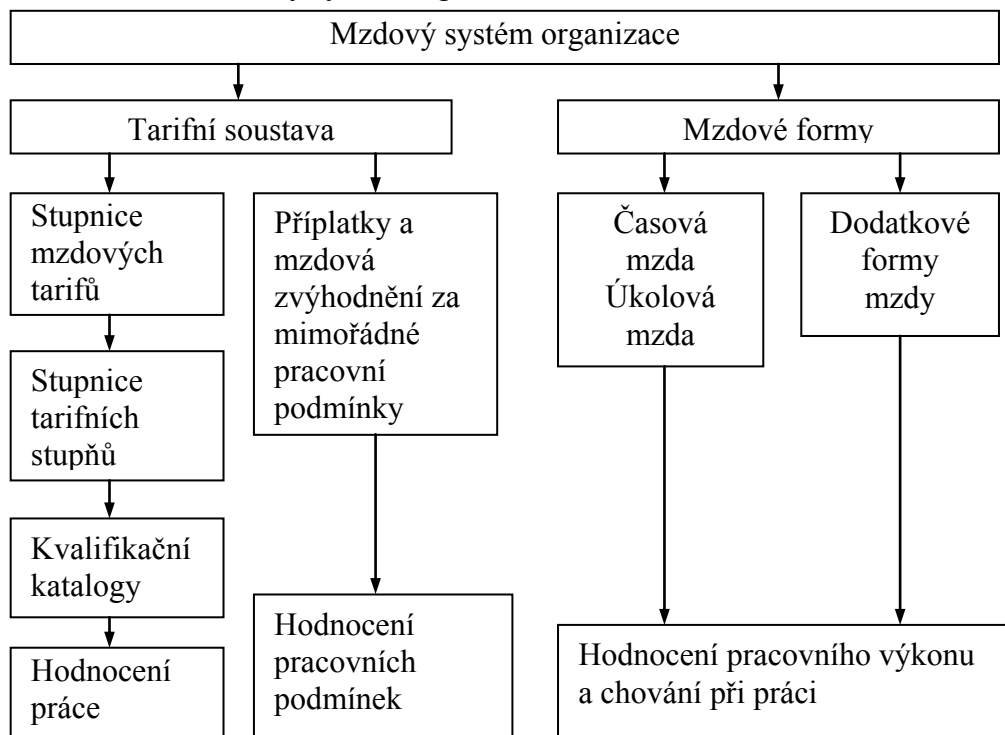 Mzdový systém organizace
Tarifní soustava
Mzdové formy
Stupnice
mzdových
tarifů
Příplatky a
mzdová
zvýhodnění za
mimořádné
pracovní
podmínky
Časová
mzda
Úkolová
mzda
Dodatkové
formy
mzdy
Stupnice
tarifních
stupňů
Kvalifikační
katalogy
Hodnocení
práce
Hodnocení
pracovních
podmínek
Hodnocení pracovního výkonu
a chování při práci